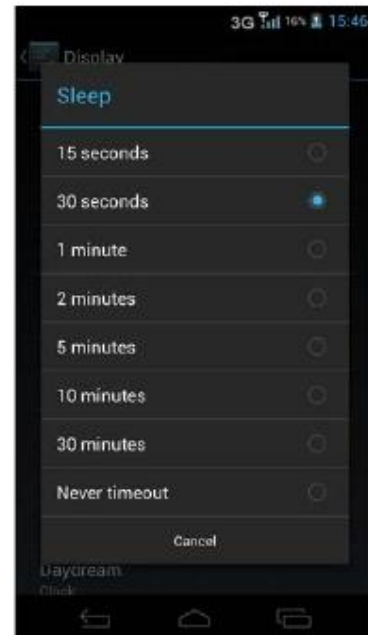 3G 16% 15:46
Display
Sleep
15 seconds
30 seconds
1 minute
2 minutes
5 minutes
10 minutes
30 minutes
Never timeout
Cancel
Daydream
Clock